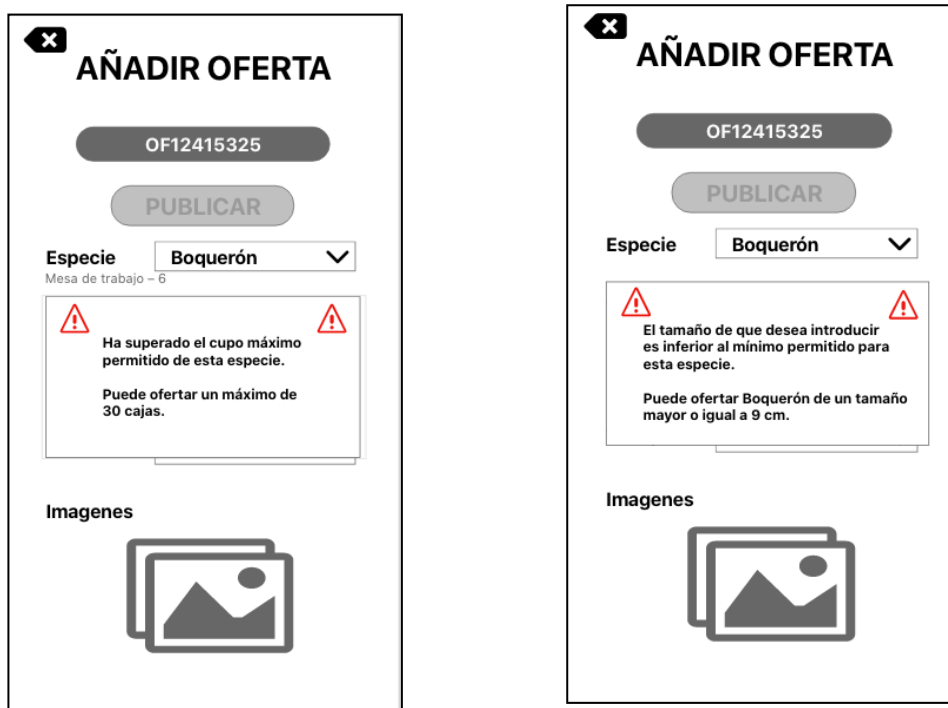 AÑADIR OFERTA
OF12415325
PUBLICAR
Especie Boquerón
Mesa de trabajo – 6
Ha superado el cupo máximo
permitido de esta especie.
Puede ofertar un máximo de
30 cajas.
Imagenes
AÑADIR OFERTA
OF12415325
PUBLICAR
Especie Boquerón
El tamaño de que desea introducir
es inferior al mínimo permitido para
esta especie.
Puede ofertar Boquerón de un tamaño
mayor o igual a 9 cm.
Imagenes